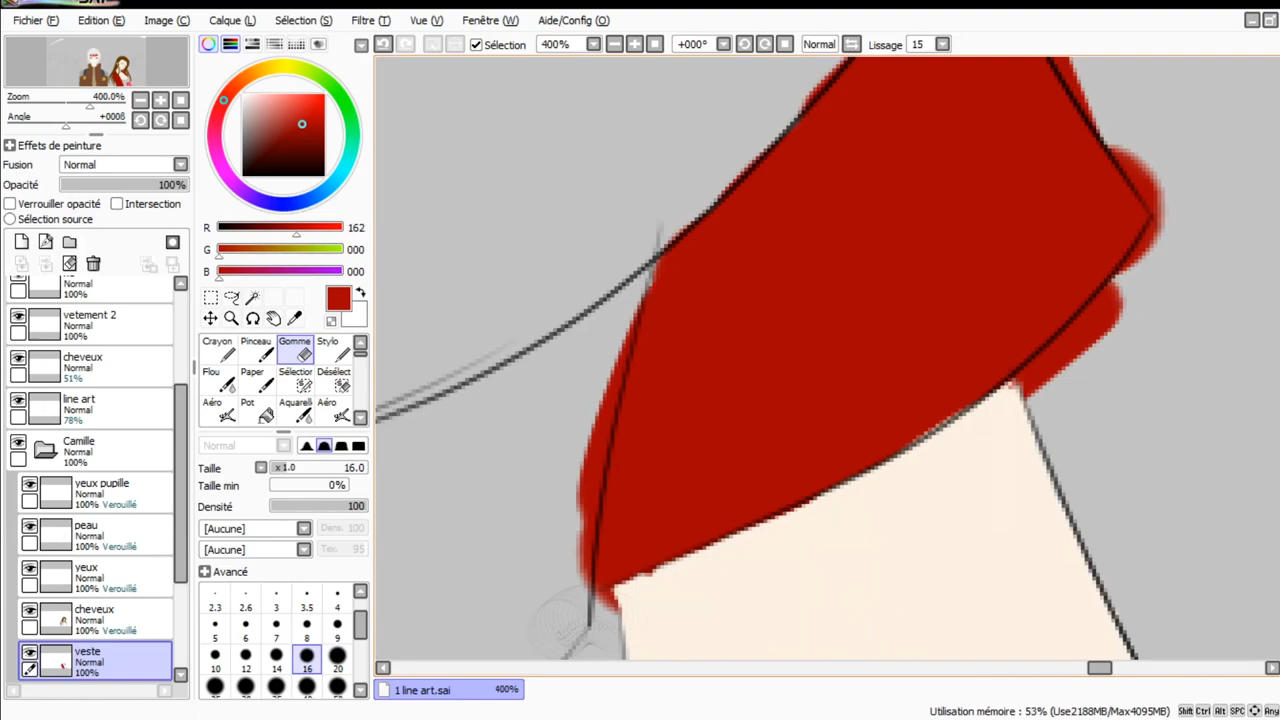 Fichier (F) Edition (E) Image (C) Calque (L) Sélection (S) Filtre (T) Vue (V) Fenêtre (W) Aide/Config (O)
Sélection 400% +000° Normal Lissage 15
Zoom 400.0%
Angle +0006
Effets de peinture
Fusion Normal
Opacité 100%
Verrouiller opacité Intersection
Sélection source
Normal
100%
vetement 2
Normal
100%
cheveux
Normal
51%
line art
Normal
78%
Camille
Normal
100%
yeux pupille
Normal
100% Verouillé
peau
Normal
100% Verouillé
yeux
Normal
100% Verouillé
cheveux
Normal
100% Verouillé
veste
Normal
100%
R 162
G 000
B 000
Crayon Pinceau Gomme Stylo
Flou Paper Sélection Désélect
Aéro Pot Aquarell Aéro
Normal
Taille x 1.0 16.0
Taille min 0%
Densité 100
[Aucune] Dens. 100
[Aucune] Tex. 95
Avancé
2.3 2.6 3 3.5 4
5 6 7 8 9
10 12 14 16 20
1 line art.sai 400%
Utilisation mémoire : 53% (Use2188MB/Max4095MB) Shift Ctrl Alt SPC Any